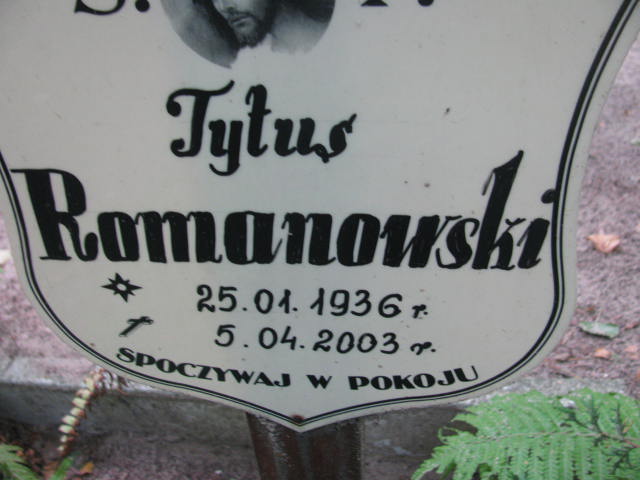 Ś. P.
Tytus
Romanowski
25.01.1936 r.
5.04.2003 r.
SPOCZYWAJ W POKOJU